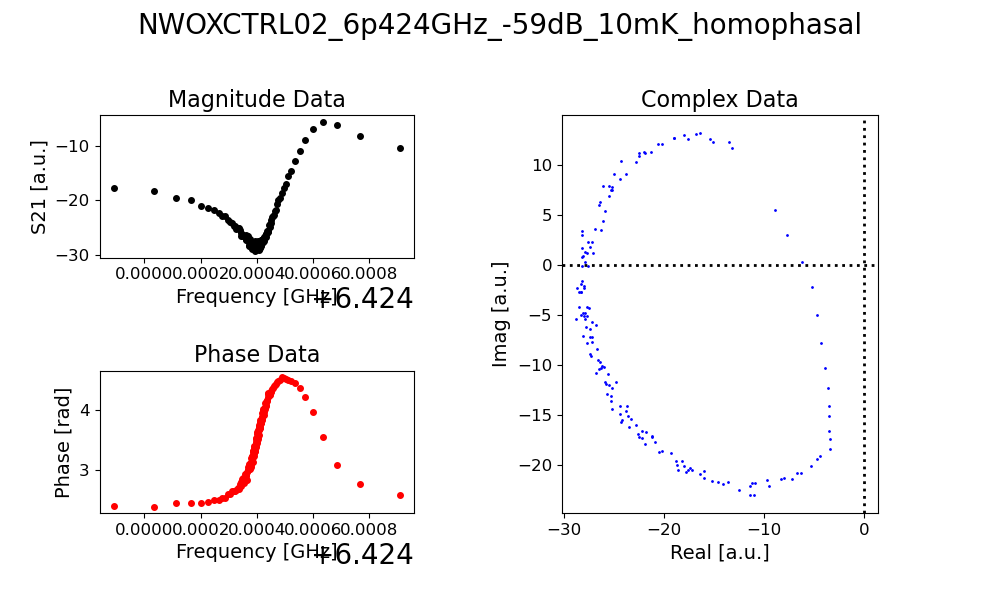 NWOXCTRL02_6p424GHz_-59dB_10mK_homophasal
Magnitude Data
S21 [a.u.]
−10
−20
−30
0.0000 0.0002 0.0004 0.0006 0.0008
Frequency [GHz]
+6.424
Phase Data
Phase [rad]
4
3
0.0000 0.0002 0.0004 0.0006 0.0008
Frequency [GHz]
+6.424
Complex Data
Imag [a.u.]
10
5
0
−5
−10
−15
−20
−30 −20 −10 0
Real [a.u.]